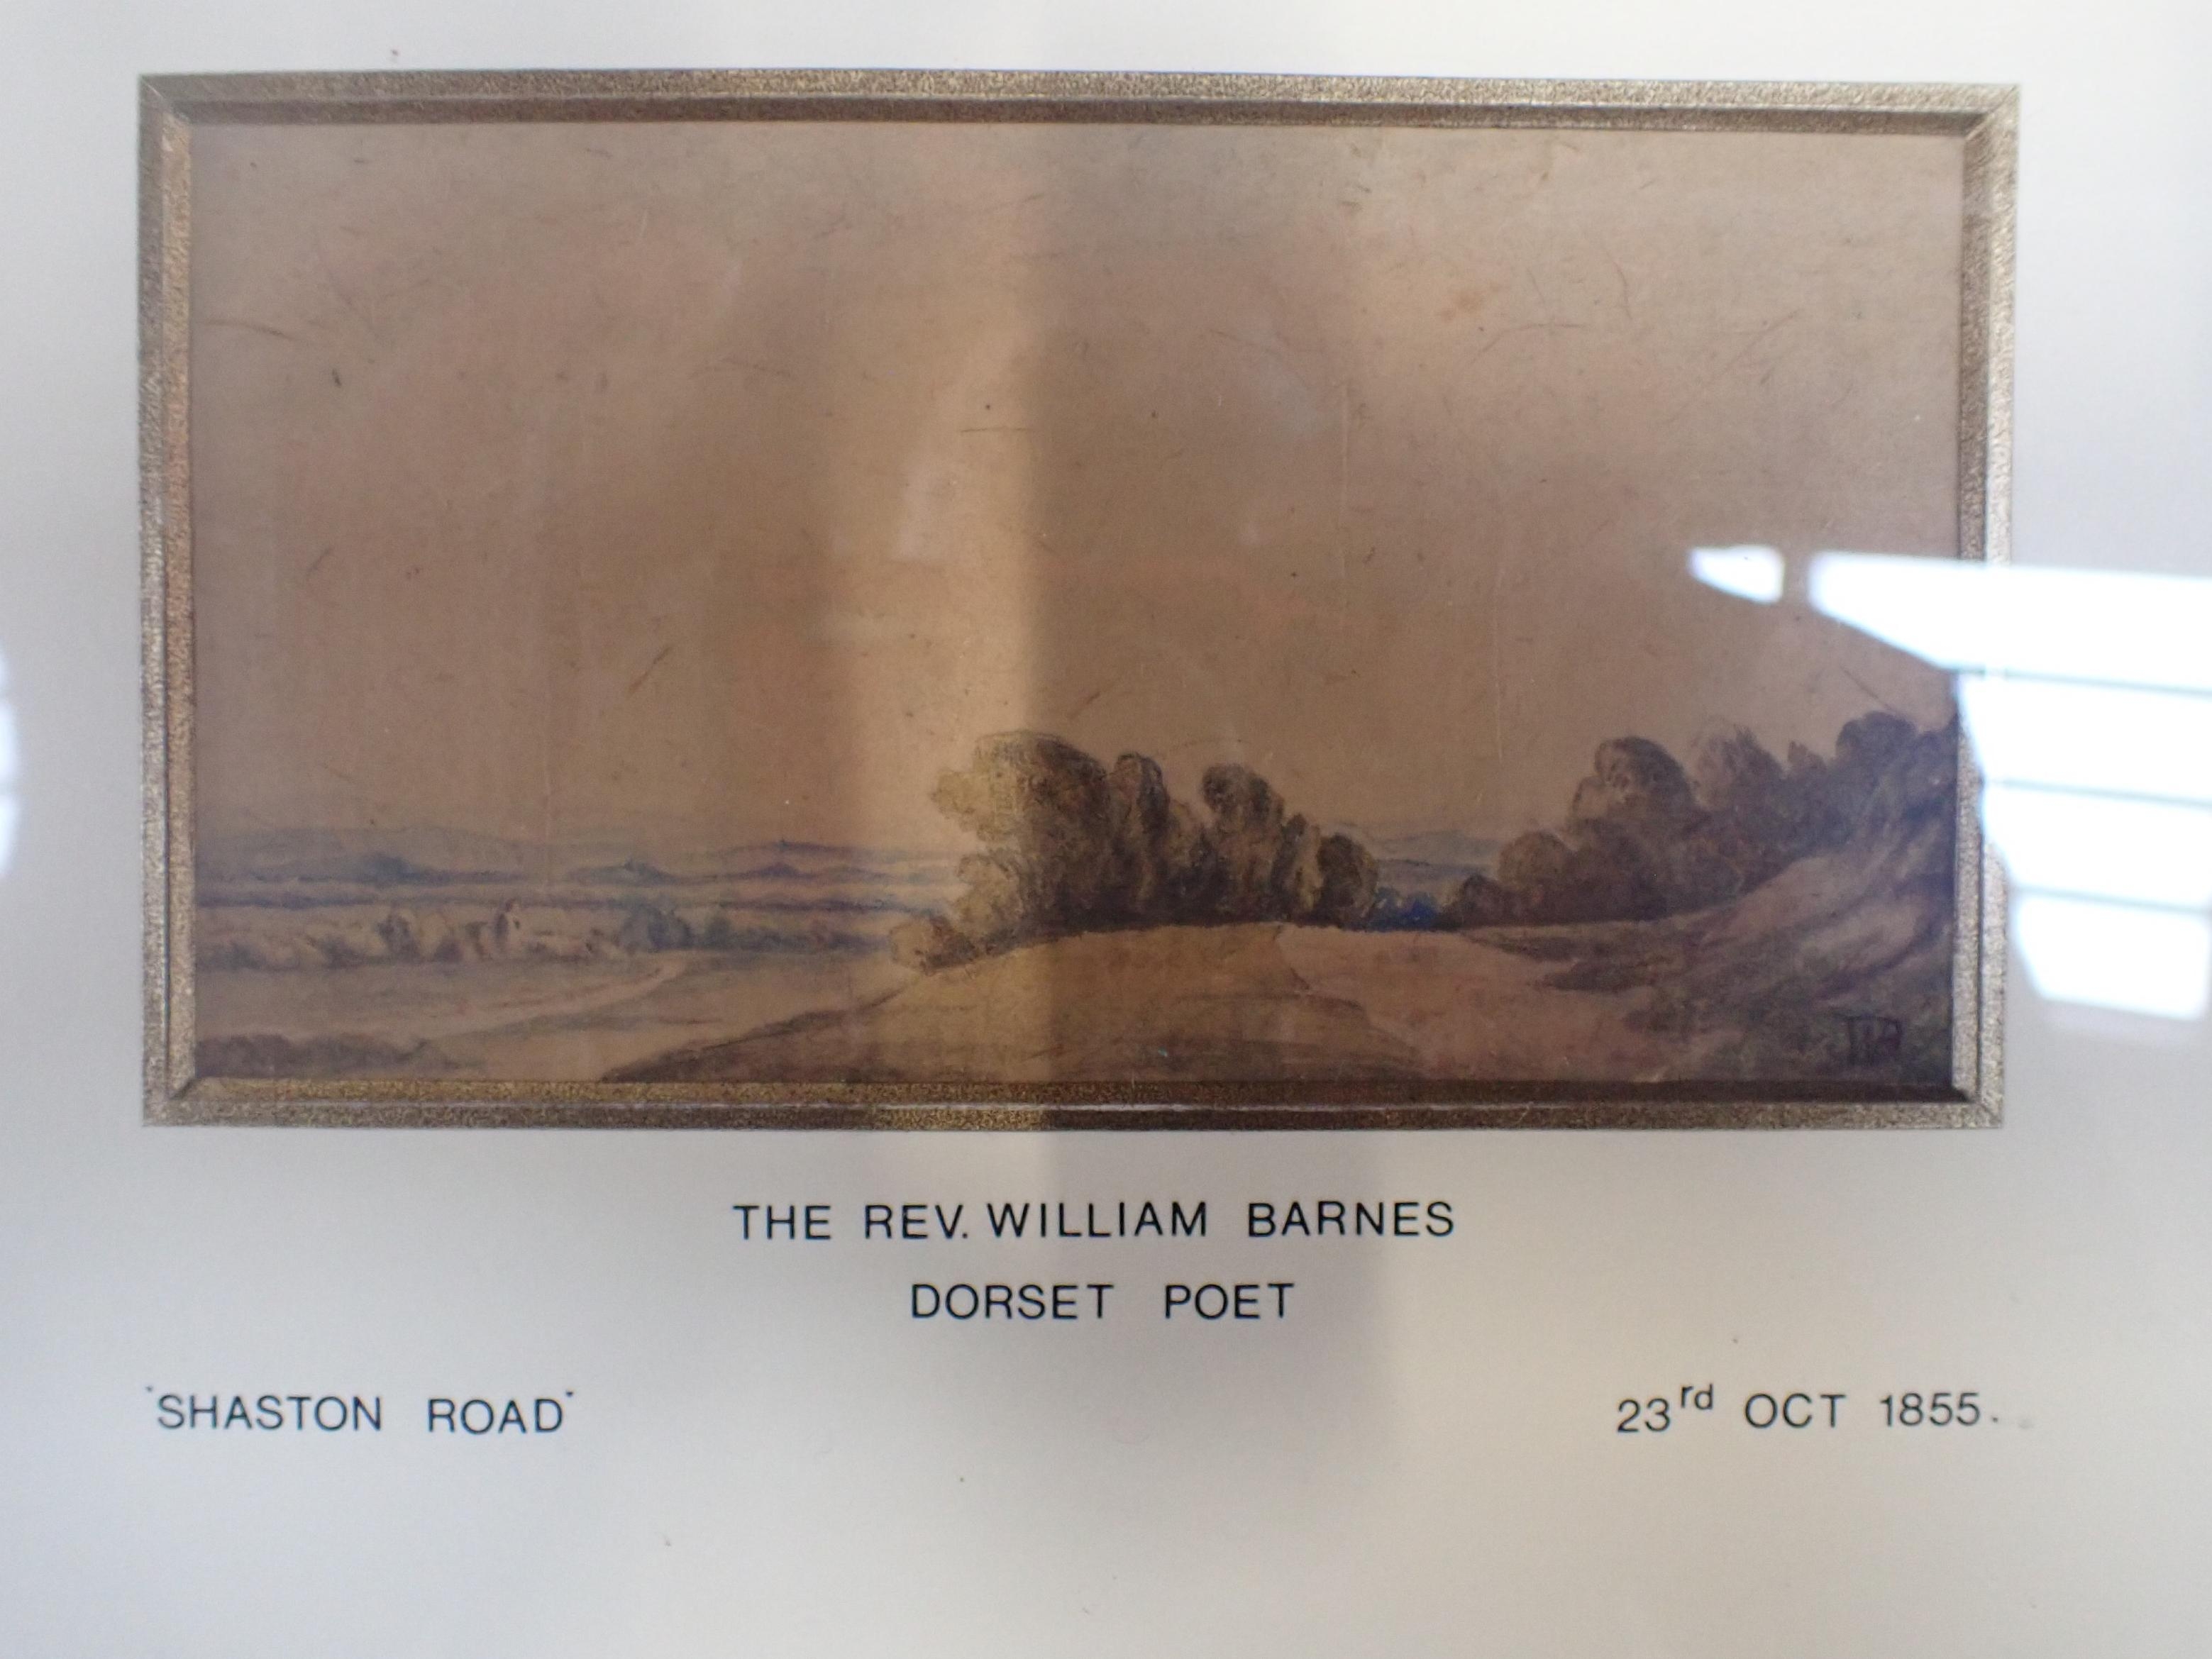 THE REV. WILLIAM BARNES
DORSET POET
'SHASTON ROAD'
23rd OCT 1855.